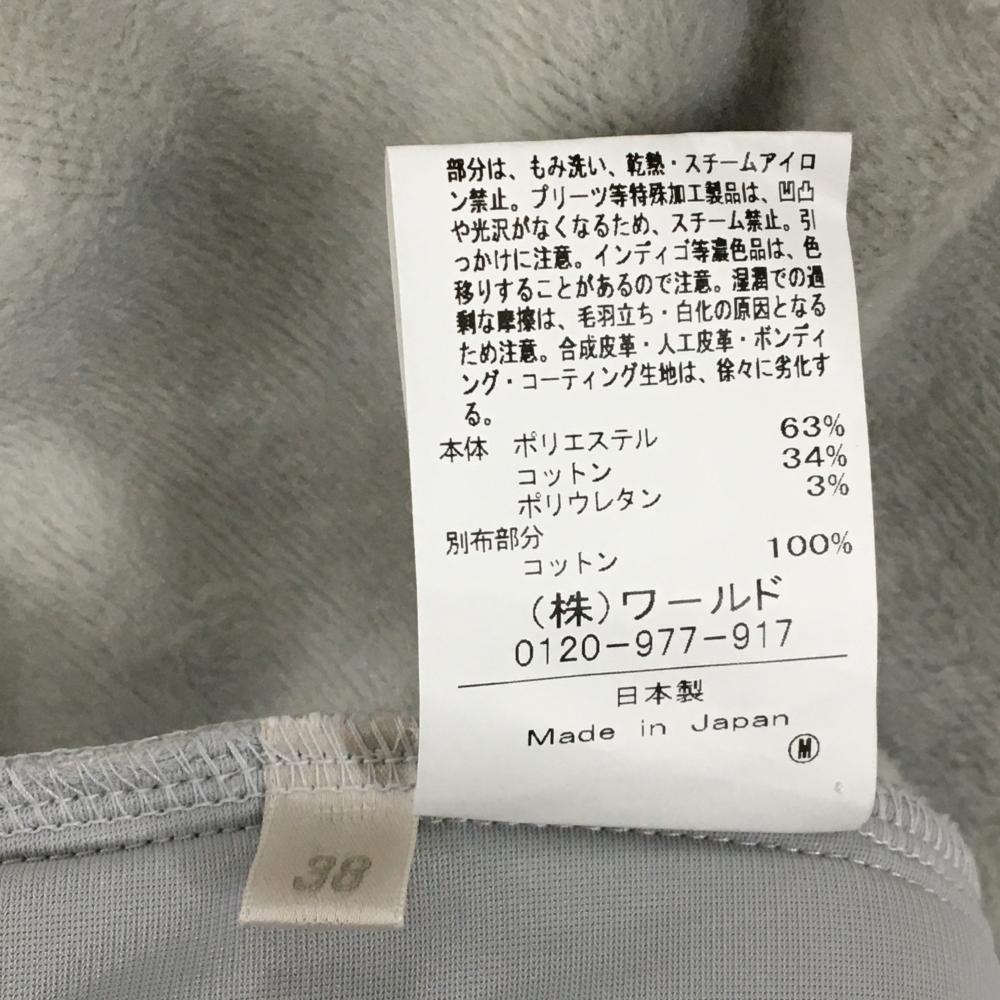 部分は、もみ洗い、乾熱・スチームアイロ
ン禁止。プリーツ等特殊加工製品は、凹凸
や光沢がなくなるため、スチーム禁止。引
っかけに注意。インディゴ等濃色品は、色
移りすることがあるので注意。湿潤での過
剰な摩擦は、毛羽立ち・白化の原因となる
ため注意。合成皮革・人工皮革・ボンディ
ング・コーティング生地は、徐々に劣化す
る。
本体 ポリエステル 63%
コットン 34%
ポリウレタン 3%
別布部分
コットン 100%
(株)ワールド
0120-977-917
日本製
Made in Japan
Ⓜ
38